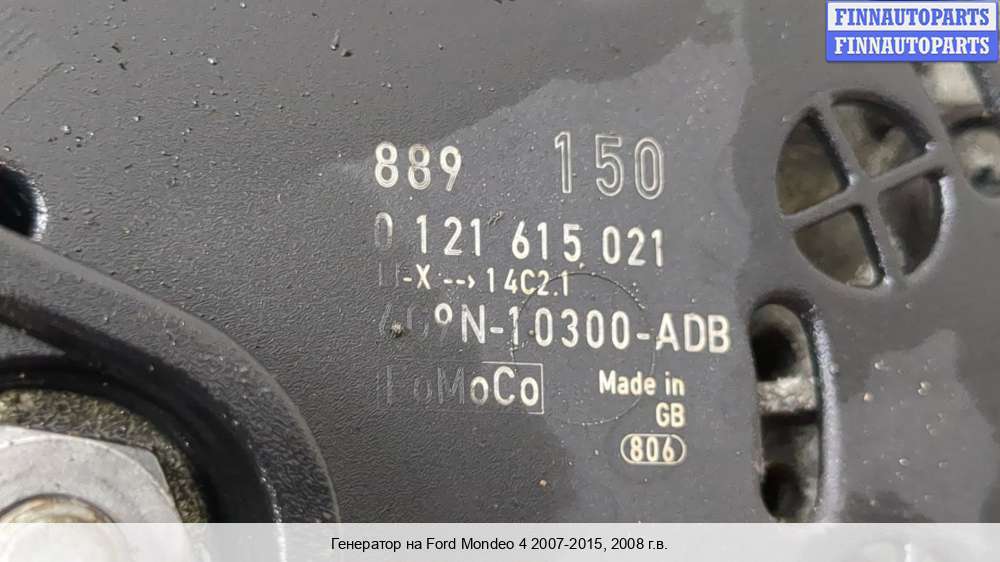 FINNAUTOPARTS
FINNAUTOPARTS
889 150
0 121 615 021
-X --> 14C2.1
N-10300-ADB
FoMoCo
Made in
GB
806
Генератор на Ford Mondeo 4 2007-2015, 2008 г.в.